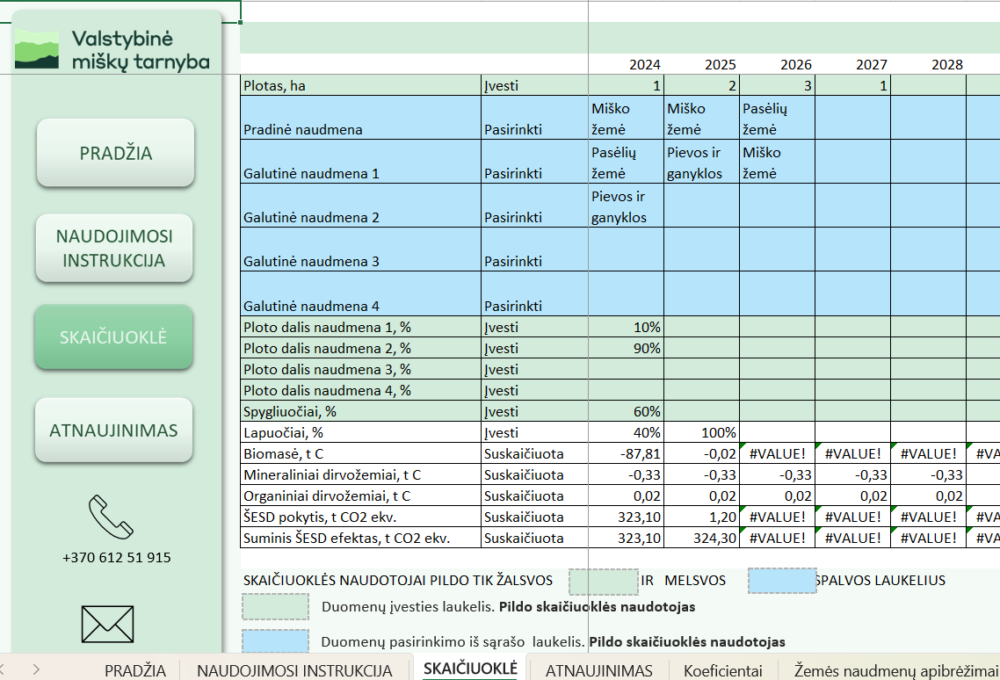 Valstybinė
miškų tarnyba
PRADŽIA
NAUDOJIMOSI
INSTRUKCIJA
SKAIČIUOKLĖ
ATNAUJINIMAS
+370 612 51 915
2024 2025 2026 2027 2028
Plotas, ha Įvesti 1 2 3 1
Pradinė naudmena Pasirinkti Miško žemė Miško žemė Pasėlių žemė
Galutinė naudmena 1 Pasirinkti Pasėlių žemė Pievos ir ganyklos Miško žemė
Galutinė naudmena 2 Pasirinkti Pievos ir ganyklos
Galutinė naudmena 3 Pasirinkti
Galutinė naudmena 4 Pasirinkti
Ploto dalis naudmena 1, % Įvesti 10%
Ploto dalis naudmena 2, % Įvesti 90%
Ploto dalis naudmena 3, % Įvesti
Ploto dalis naudmena 4, % Įvesti
Spygliuočiai, % Įvesti 60%
Lapuočiai, % Įvesti 40% 100%
Biomasė, t C Suskaičiuota -87,81 -0,02 #VALUE! #VALUE! #VALUE! #VA
Mineraliniai dirvožemiai, t C Suskaičiuota -0,33 -0,33 -0,33 -0,33 -0,33
Organiniai dirvožemiai, t C Suskaičiuota 0,02 0,02 0,02 0,02 0,02
ŠESD pokytis, t CO2 ekv. Suskaičiuota 323,10 1,20 #VALUE! #VALUE! #VALUE! #VA
Suminis ŠESD efektas, t CO2 ekv. Suskaičiuota 323,10 324,30 #VALUE! #VALUE! #VALUE! #VA
SKAIČIUOKLĖS NAUDOTOJAI PILDO TIK ŽALSVOS IR MELSVOS SPALVOS LAUKELIUS
Duomenų įvesties laukelis. Pildo skaičiuoklės naudotojas
Duomenų pasirinkimo iš sąrašo laukelis. Pildo skaičiuoklės naudotojas
PRADŽIA NAUDOJIMOSI INSTRUKCIJA SKAIČIUOKLĖ ATNAUJINIMAS Koeficientai Žemės naudmenų apibrėžimai